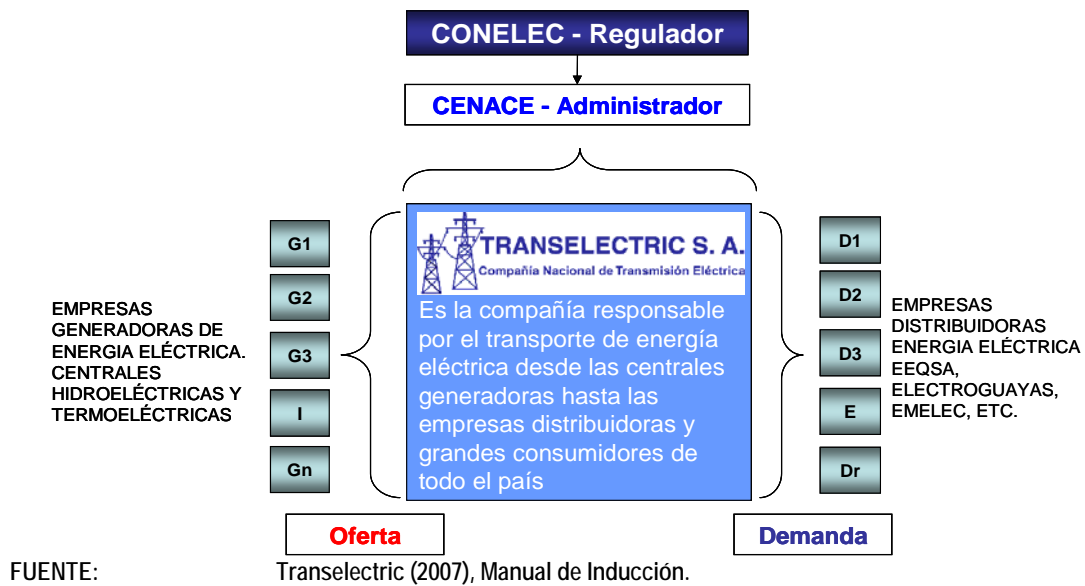 CONELEC - Regulador
CENACE - Administrador
G1
G2
G3
I
Gn
EMPRESAS
GENERADORAS DE
ENERGIA ELÉCTRICA.
CENTRALES
HIDROELÉCTRICAS Y
TERMOELÉCTRICAS
TRANSELECTRIC S. A.
Compañía Nacional de Transmisión Eléctrica
Es la compañía responsable
por el transporte de energía
eléctrica desde las centrales
generadoras hasta las
empresas distribuidoras y
grandes consumidores de
todo el país
D1
D2
D3
E
Dr
EMPRESAS
DISTRIBUIDORAS
ENERGIA ELÉCTRICA
EEQSA,
ELECTROGUAYAS,
EMELEC, ETC.
Oferta
Demanda
FUENTE: Transelectric (2007), Manual de Inducción.